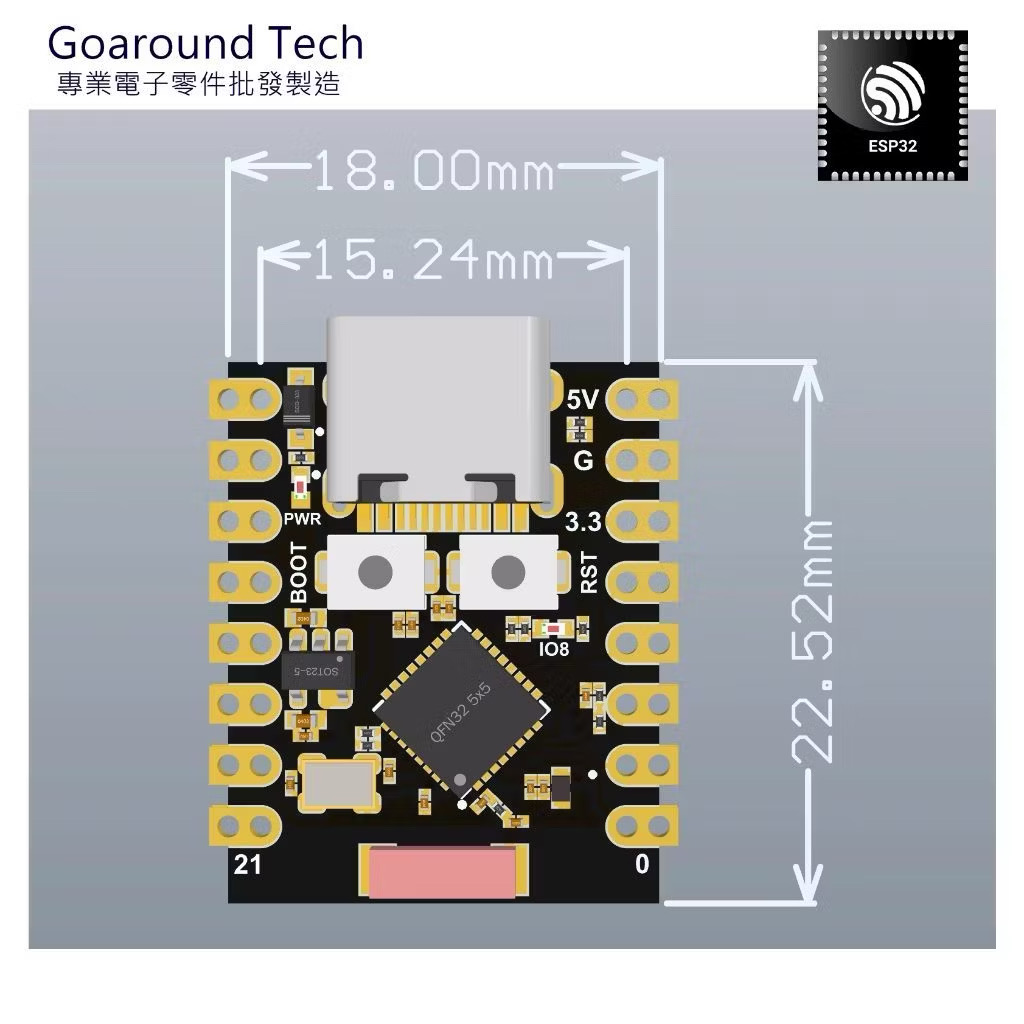 Goaround Tech
專業電子零件批發製造
ESP32
18.00mm
15.24mm
5V
G
3.3
PWR
BOOT
RST
IO8
SOT23-5
QFN32 5x5
22.52mm
21
0